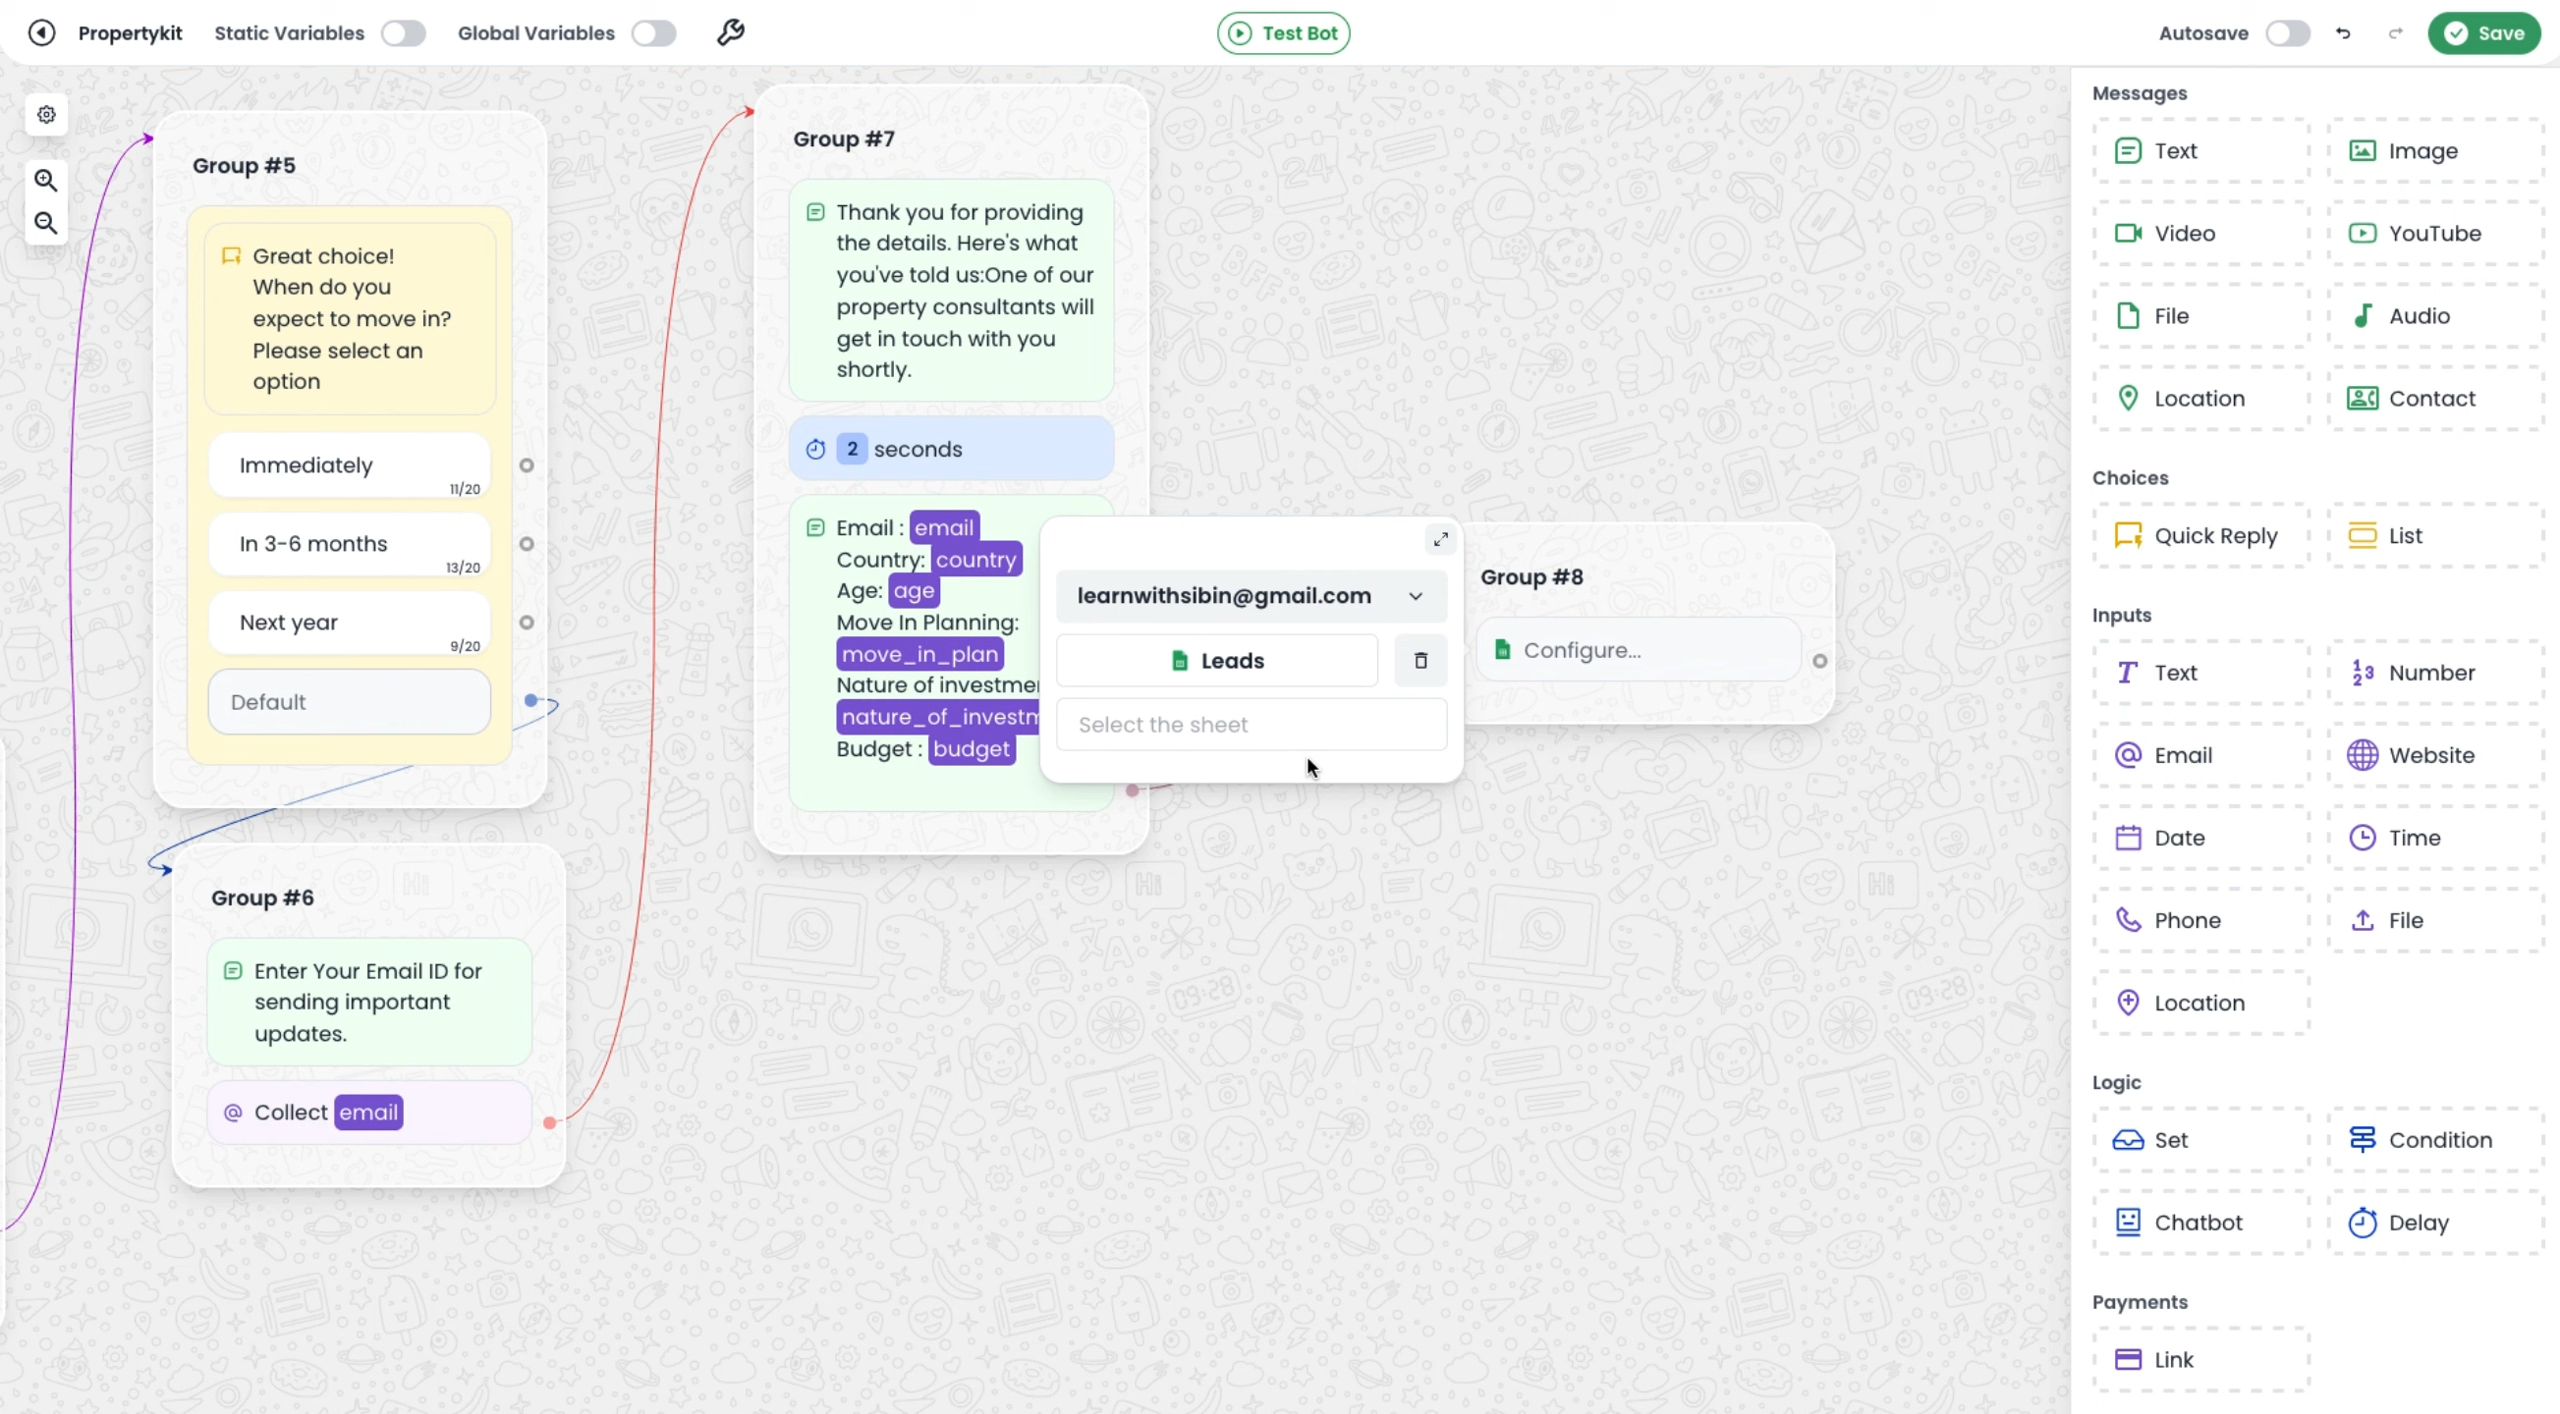 Propertykit
Static Variables
Global Variables
Test Bot
Autosave
Save
Group #5
Great choice!
When do you
expect to move in?
Please select an
option
Immediately
11/20
In 3-6 months
13/20
Next year
9/20
Default
Group #6
Enter Your Email ID for
sending important
updates.
Collect email
Group #7
Thank you for providing
the details. Here's what
you've told us:One of our
property consultants will
get in touch with you
shortly.
2 seconds
Email : email
Country: country
Age: age
Move In Planning:
move_in_plan
Nature of investme
nature_of_investm
Budget : budget
learnwithsibin@gmail.com
Leads
Select the sheet
Group #8
Configure...
Messages
Text
Image
Video
YouTube
File
Audio
Location
Contact
Choices
Quick Reply
List
Inputs
Text
Number
Email
Website
Date
Time
Phone
File
Location
Logic
Set
Condition
Chatbot
Delay
Payments
Link